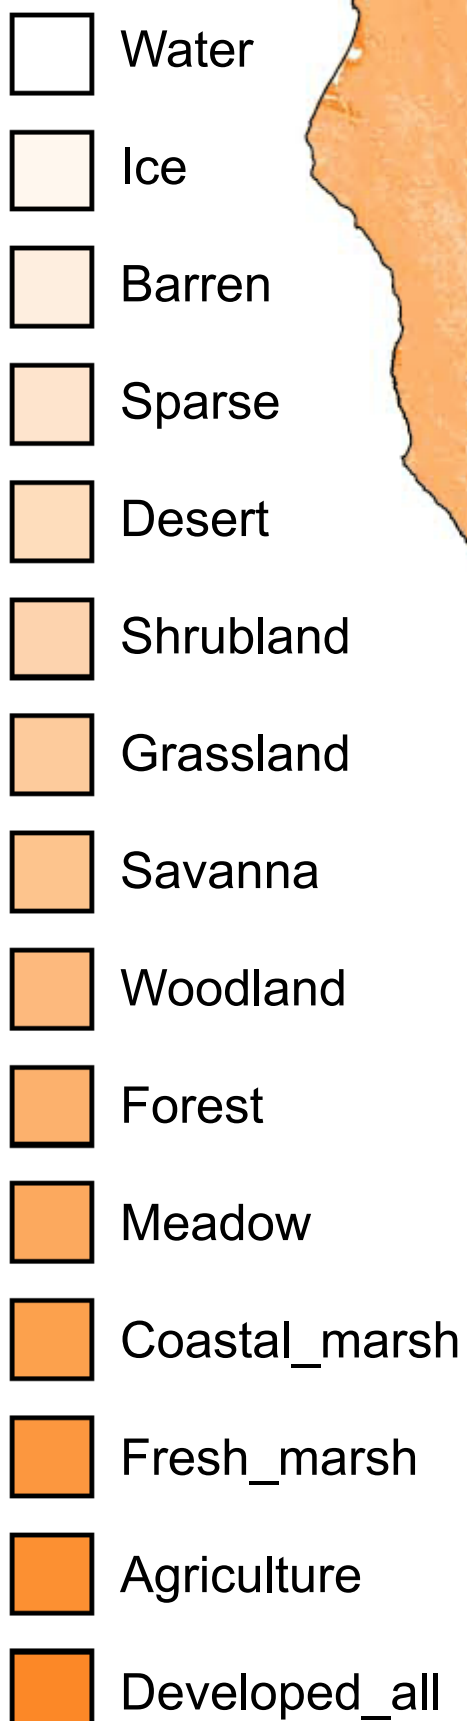 Water
Ice
Barren
Sparse
Desert
Shrubland
Grassland
Savanna
Woodland
Forest
Meadow
Coastal_marsh
Fresh_marsh
Agriculture
Developed_all